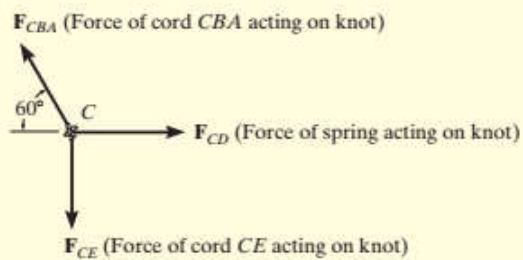 F_CBA (Force of cord CBA acting on knot)
60°
C
F_CD (Force of spring acting on knot)
F_CE (Force of cord CE acting on knot)